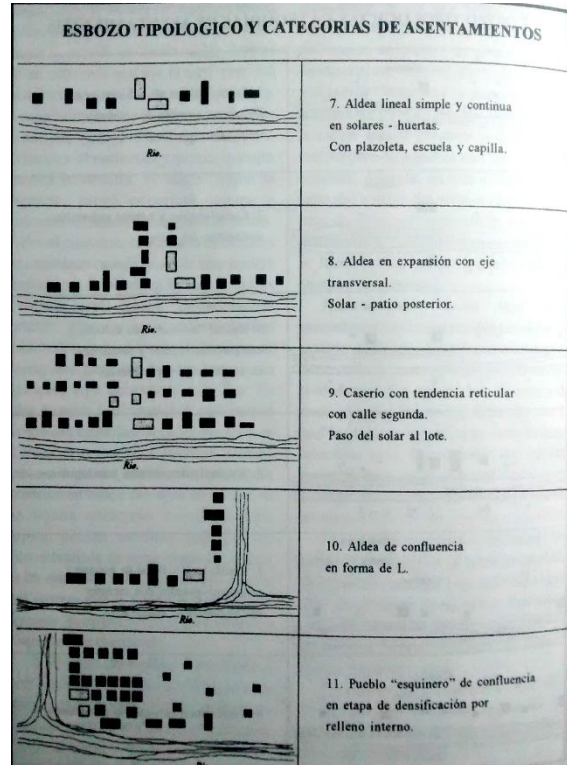 ESBOZO TIPOLOGICO Y CATEGORIAS DE ASENTAMIENTOS
Rio.
7. Aldea lineal simple y continua
en solares - huertas.
Con plazoleta, escuela y capilla.
Rio.
8. Aldea en expansión con eje
transversal.
Solar - patio posterior.
Rio.
9. Caserío con tendencia reticular
con calle segunda.
Paso del solar al lote.
Rio.
10. Aldea de confluencia
en forma de L.
11. Pueblo "esquinero" de confluencia
en etapa de densificación por
relleno interno.